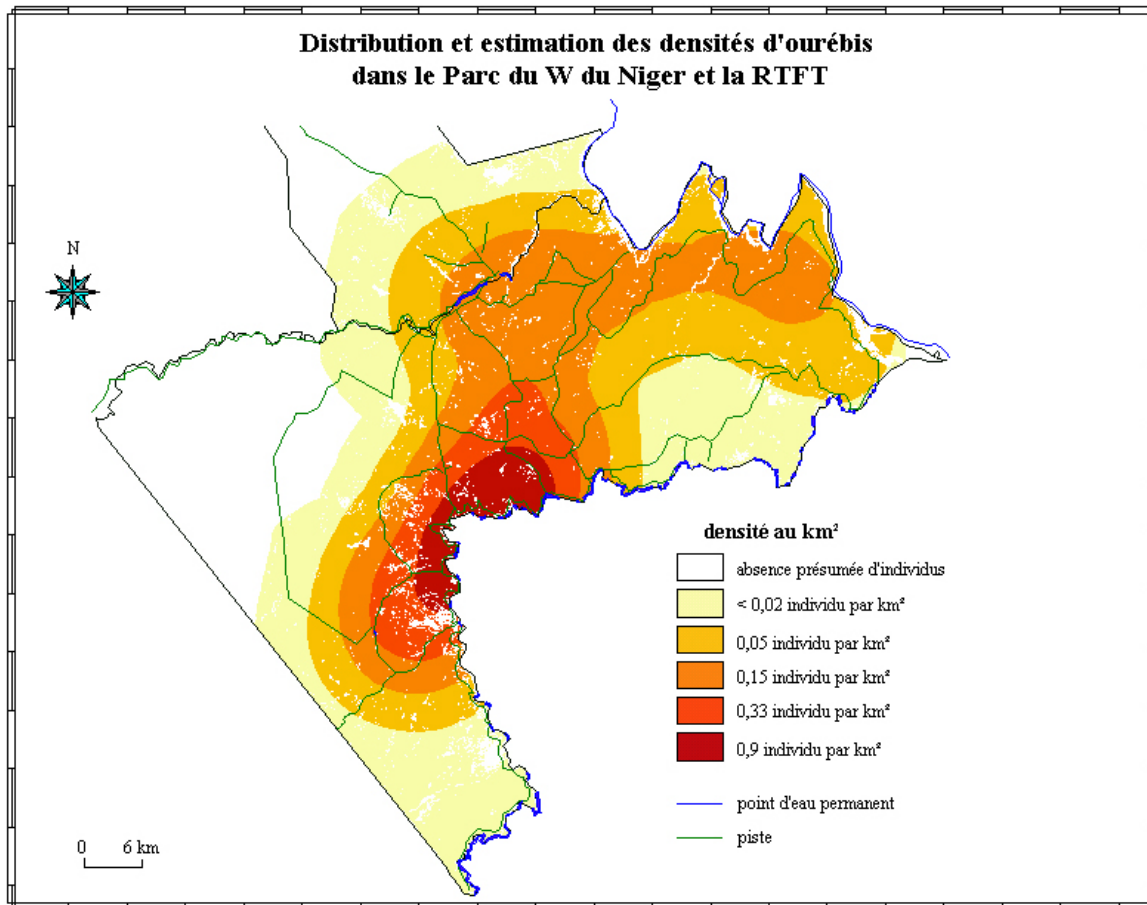 Distribution et estimation des densités d'ourébis
dans le Parc du W du Niger et la RTFT
N
densité au km²
absence présumée d'individus
< 0,02 individu par km²
0,05 individu par km²
0,15 individu par km²
0,33 individu par km²
0,9 individu par km²
point d'eau permanent
piste
0 6 km